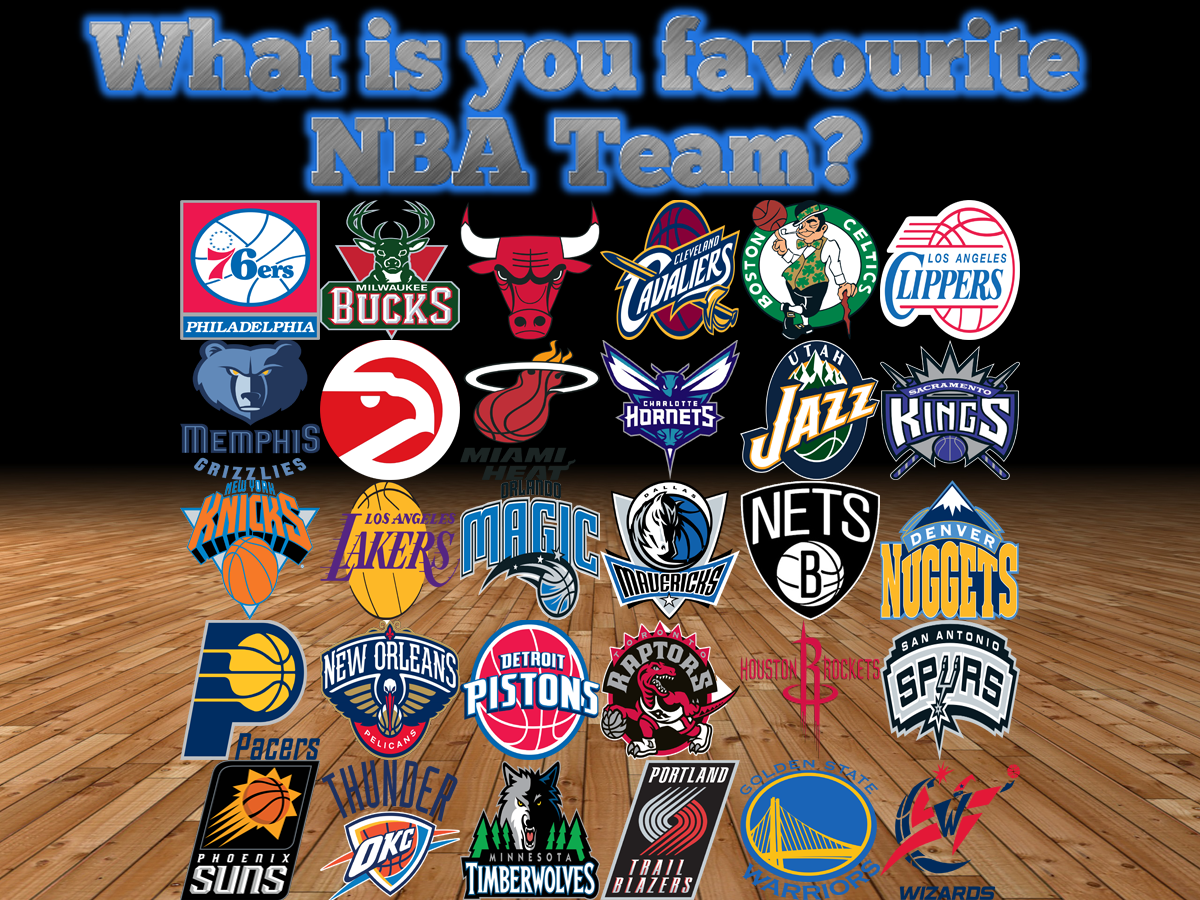 What is you favourite
NBA Team?
76ers
PHILADELPHIA
MILWAUKEE
BUCKS
CLEVELAND
CAVALIERS
BOSTON
CELTICS
LOS ANGELES
CLIPPERS
MEMPHIS
GRIZZLIES
MIAMI
HEAT
CHARLOTTE
HORNETS
UTAH
JAZZ
SACRAMENTO
KINGS
NEW YORK
KNICKS
LOS ANGELES
LAKERS
ORLANDO
MAGIC
DALLAS
MAVERICKS
NETS
B
DENVER
NUGGETS
Pacers
NEW ORLEANS
PELICANS
DETROIT
PISTONS
TORONTO
RAPTORS
HOUSTON ROCKETS
SAN ANTONIO
SPURS
PHOENIX
SUNS
THUNDER
OKC
MINNESOTA
TIMBERWOLVES
PORTLAND
TRAIL
BLAZERS
GOLDEN STATE
WARRIORS
W
WIZARDS